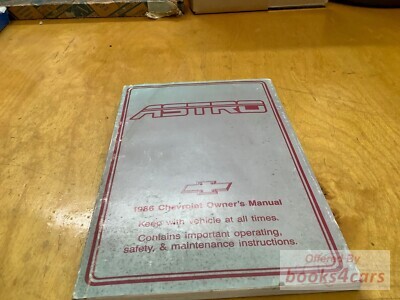 ASTRO
1986 Chevrolet Owner's Manual
Keep with vehicle at all times.
Contains important operating,
safety, & maintenance instructions.
Offered By
books4cars